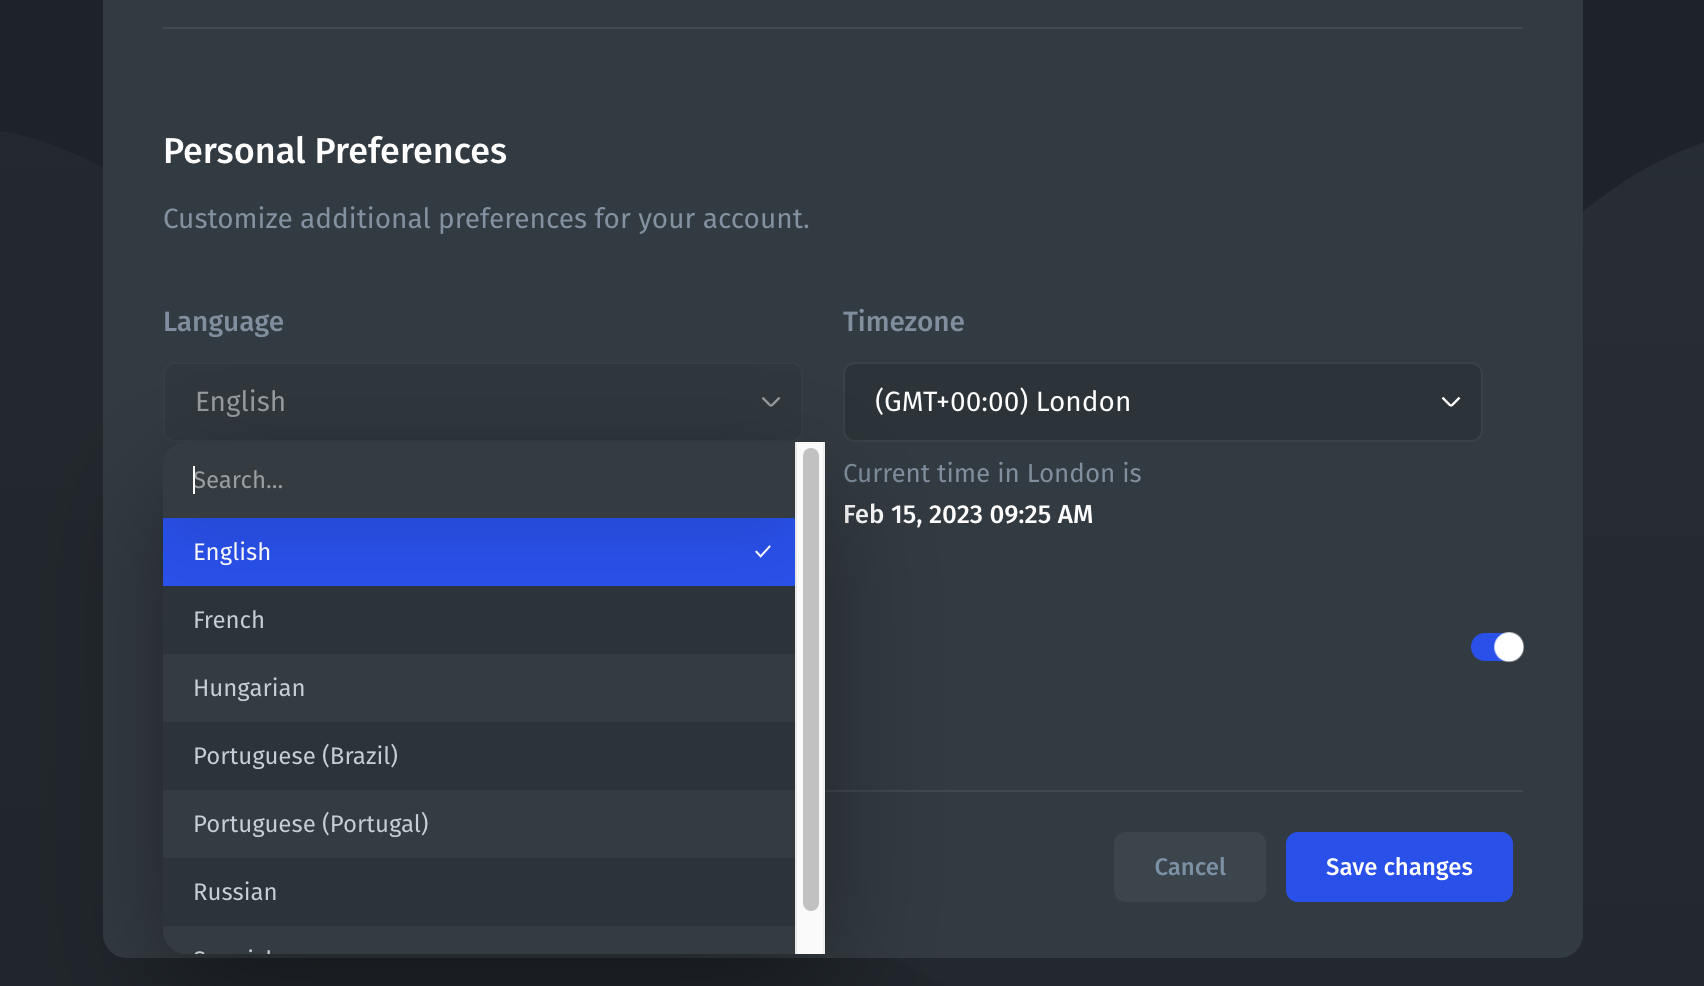 Personal Preferences
Customize additional preferences for your account.
Language
English
Search...
English
French
Hungarian
Portuguese (Brazil)
Portuguese (Portugal)
Russian
Timezone
(GMT+00:00) London
Current time in London is
Feb 15, 2023 09:25 AM
Cancel
Save changes